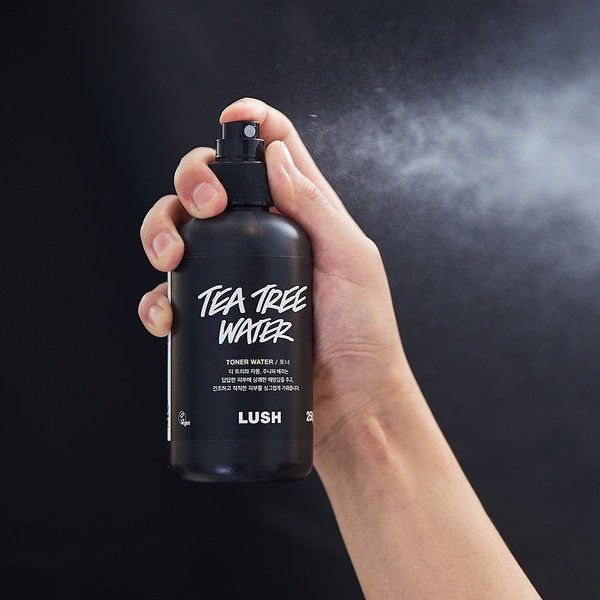 TEA TREE
WATER
TONER WATER / 토너
티 트리와 자몽, 주니퍼 베리는
답답한 피부에 상쾌한 해방감을 주고,
건조하고 칙칙한 피부를 싱그럽게 가꿔줍니다.
LUSH